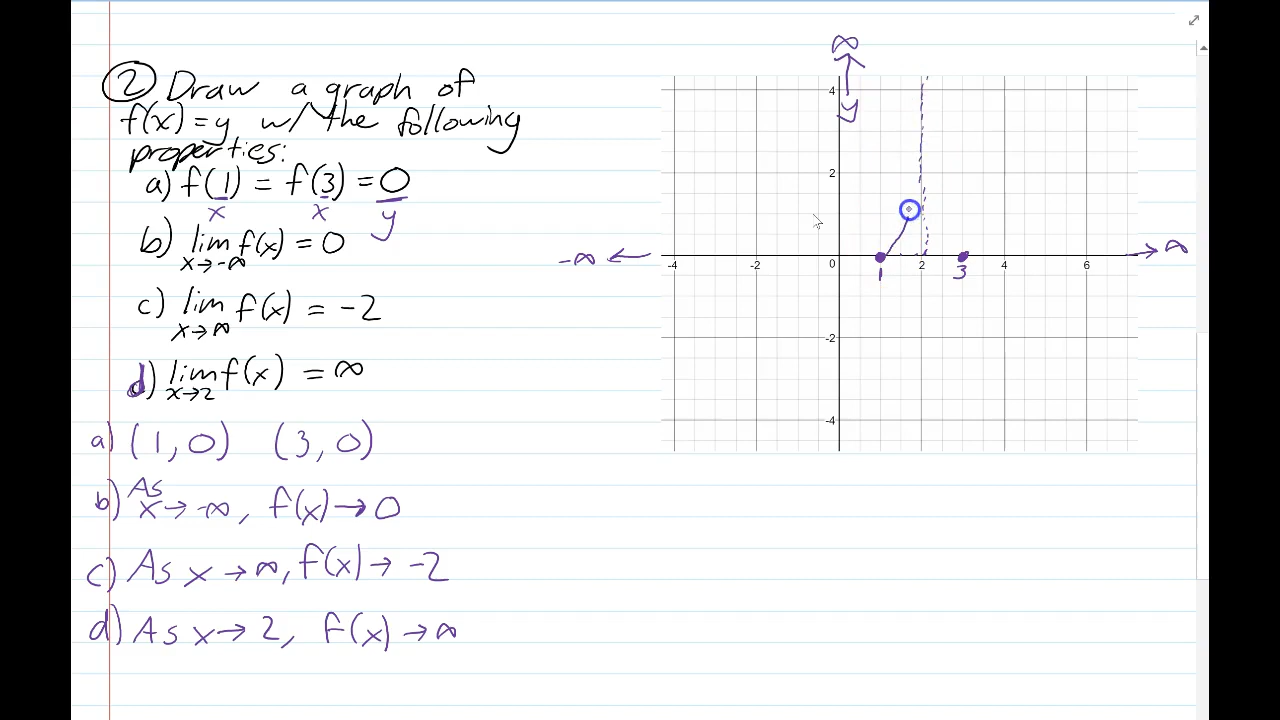 ② Draw a graph of
f(x) = y w/ the following
properties:
a) f(1) = f(3) = 0
x x y
b) lim f(x) = 0
x→-∞
c) lim f(x) = -2
x→∞
d) lim f(x) = ∞
x→2
a) (1, 0) (3, 0)
b) As x→-∞, f(x)→0
c) As x→∞, f(x)→-2
d) As x→2, f(x)→∞
∞
4
y
2
-∞ ← → ∞
-4 -2 0 2 4 6
1 3
-2
-4